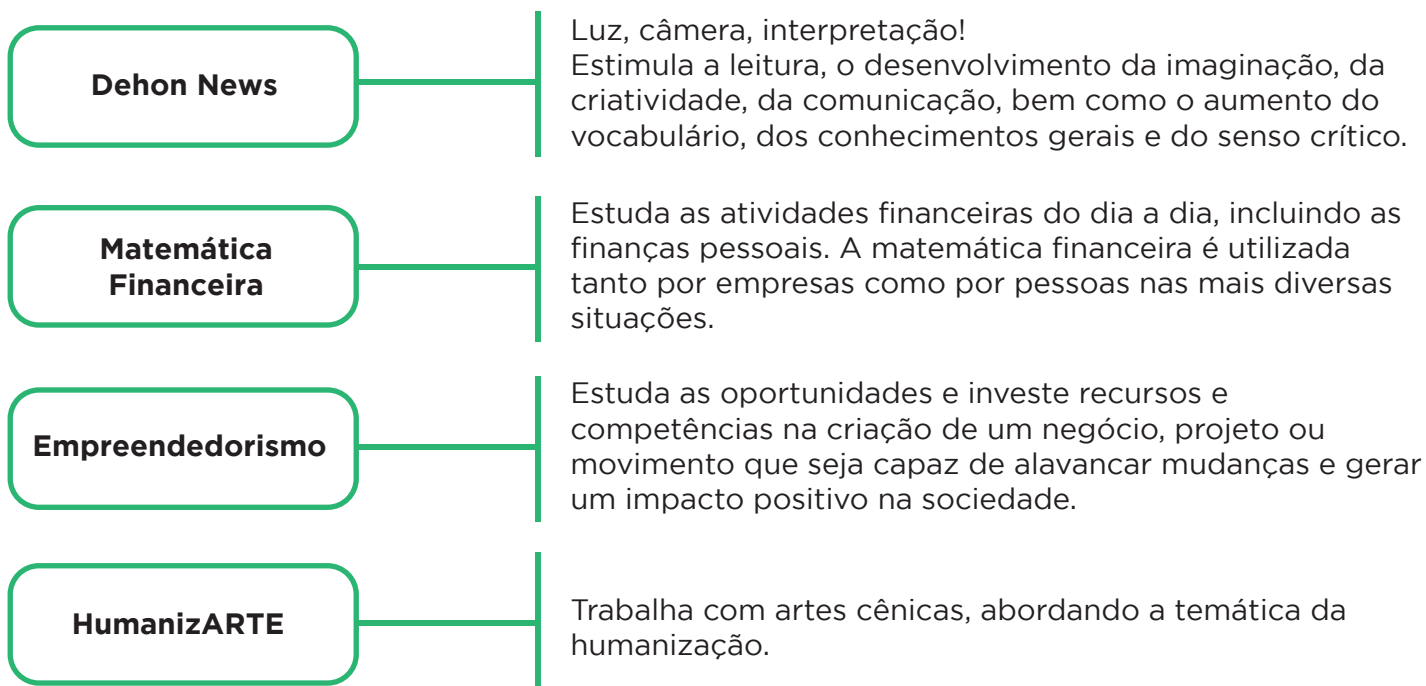 Dehon News
Luz, câmera, interpretação!
Estimula a leitura, o desenvolvimento da imaginação, da
criatividade, da comunicação, bem como o aumento do
vocabulário, dos conhecimentos gerais e do senso crítico.
Matemática
Financeira
Estuda as atividades financeiras do dia a dia, incluindo as
finanças pessoais. A matemática financeira é utilizada
tanto por empresas como por pessoas nas mais diversas
situações.
Empreendedorismo
Estuda as oportunidades e investe recursos e
competências na criação de um negócio, projeto ou
movimento que seja capaz de alavancar mudanças e gerar
um impacto positivo na sociedade.
HumanizARTE
Trabalha com artes cênicas, abordando a temática da
humanização.